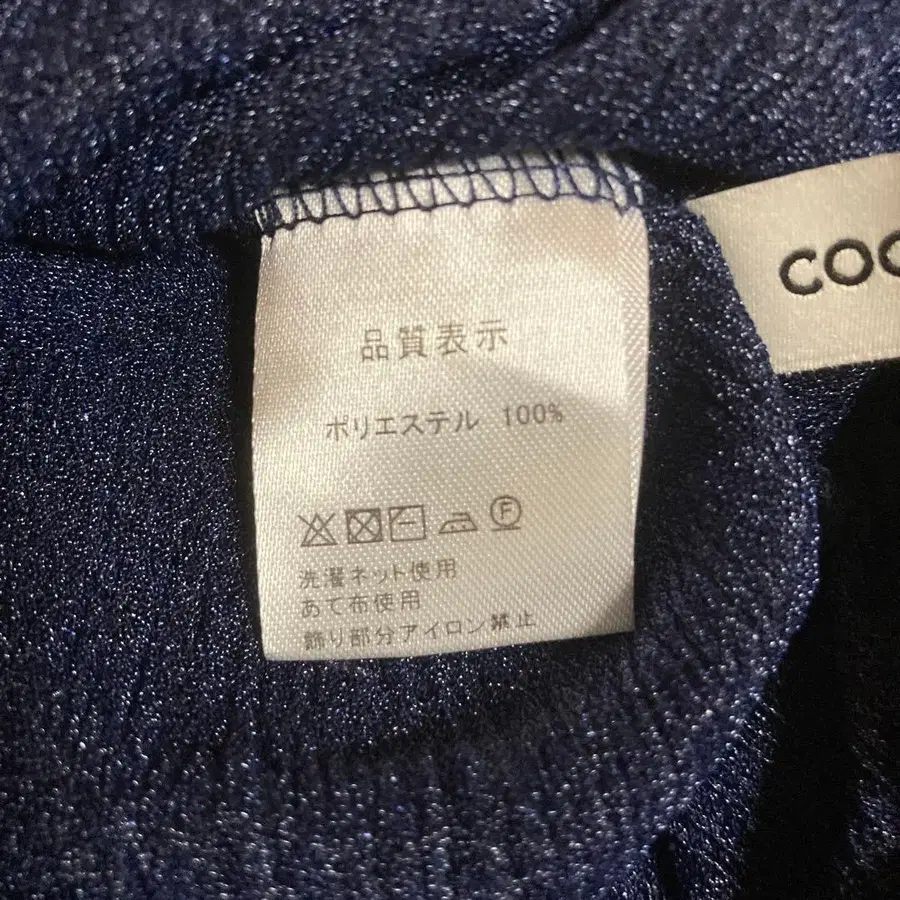 品質表示
ポリエステル 100%
F
洗濯ネット使用
あて布使用
飾り部分アイロン禁止
COC